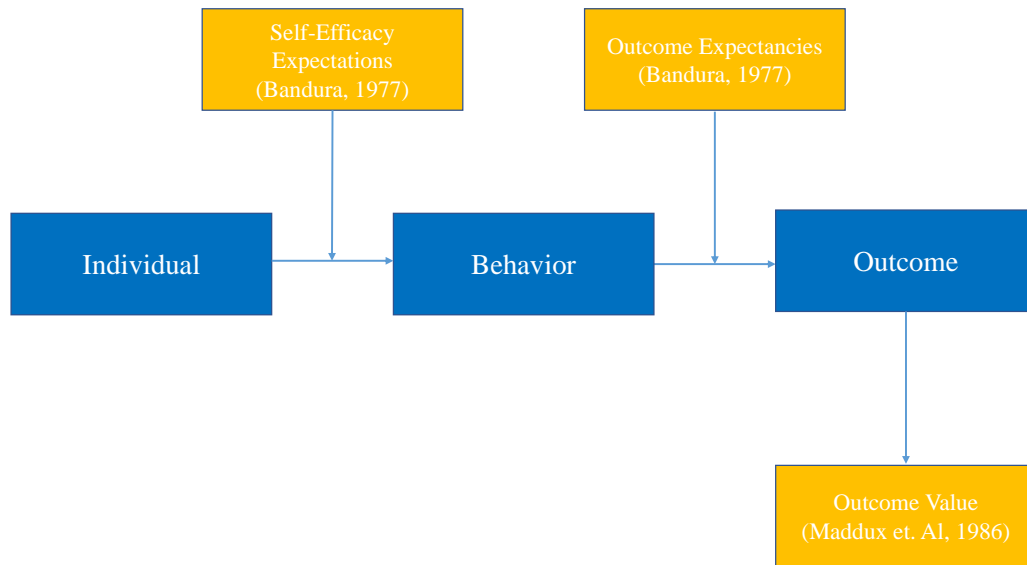 Self-Efficacy
Expectations
(Bandura, 1977)
Outcome Expectancies
(Bandura, 1977)
Individual
Behavior
Outcome
Outcome Value
(Maddux et. Al, 1986)